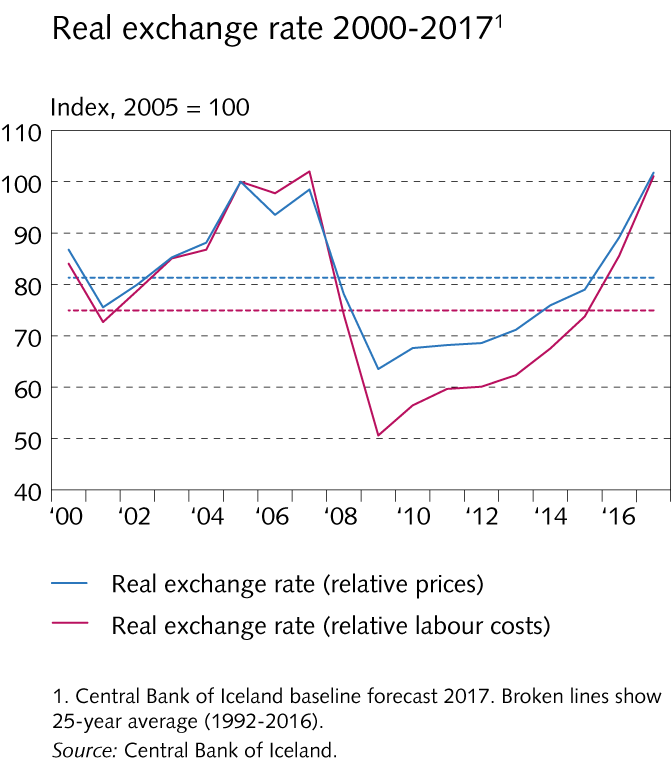 Real exchange rate 2000-2017¹
Index, 2005 = 100
110
100
90
80
70
60
50
40
‘00 ‘02 ‘04 ‘06 ‘08 ‘10 ‘12 ‘14 ‘16
Real exchange rate (relative prices)
Real exchange rate (relative labour costs)
1. Central Bank of Iceland baseline forecast 2017. Broken lines show
25-year average (1992-2016).
Source: Central Bank of Iceland.